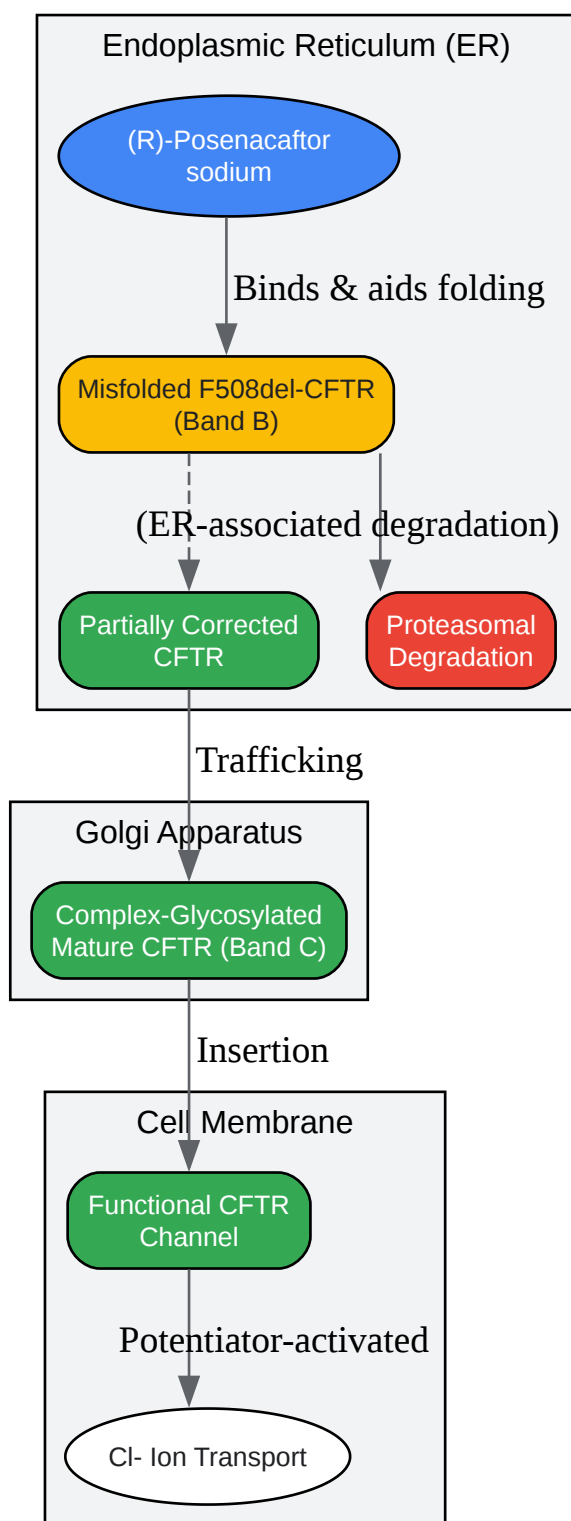 Endoplasmic Reticulum (ER)
(R)-Posenacaftor
sodium
Binds & aids folding
Misfolded F508del-CFTR
(Band B)
(ER-associated degradation)
Partially Corrected
CFTR
Proteasomal
Degradation
Trafficking
Golgi Apparatus
Complex-Glycosylated
Mature CFTR (Band C)
Insertion
Cell Membrane
Functional CFTR
Channel
Potentiator-activated
Cl- Ion Transport